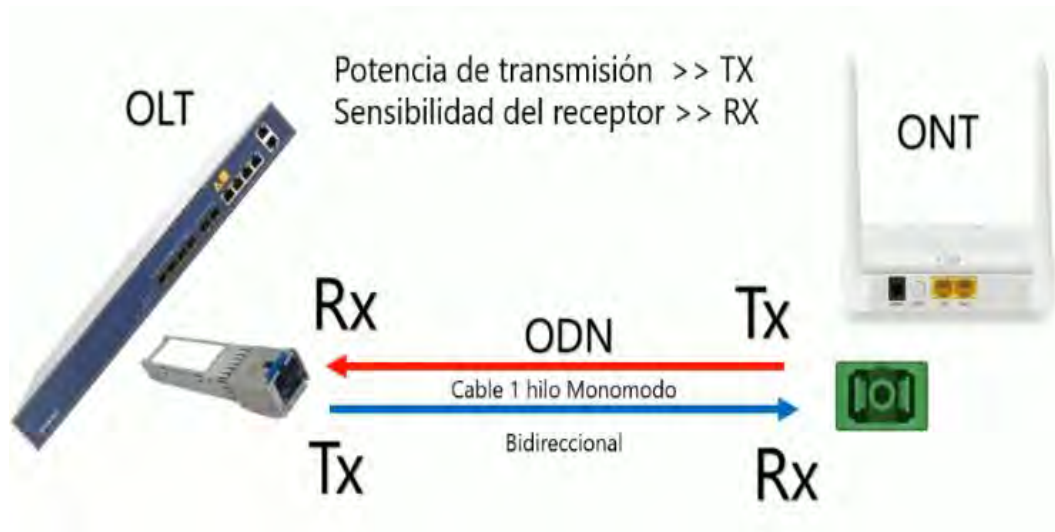 Potencia de transmisión >> TX
Sensibilidad del receptor >> RX
OLT
ONT
Rx
Tx
ODN
Cable 1 hilo Monomodo
Bidireccional
Tx
Rx